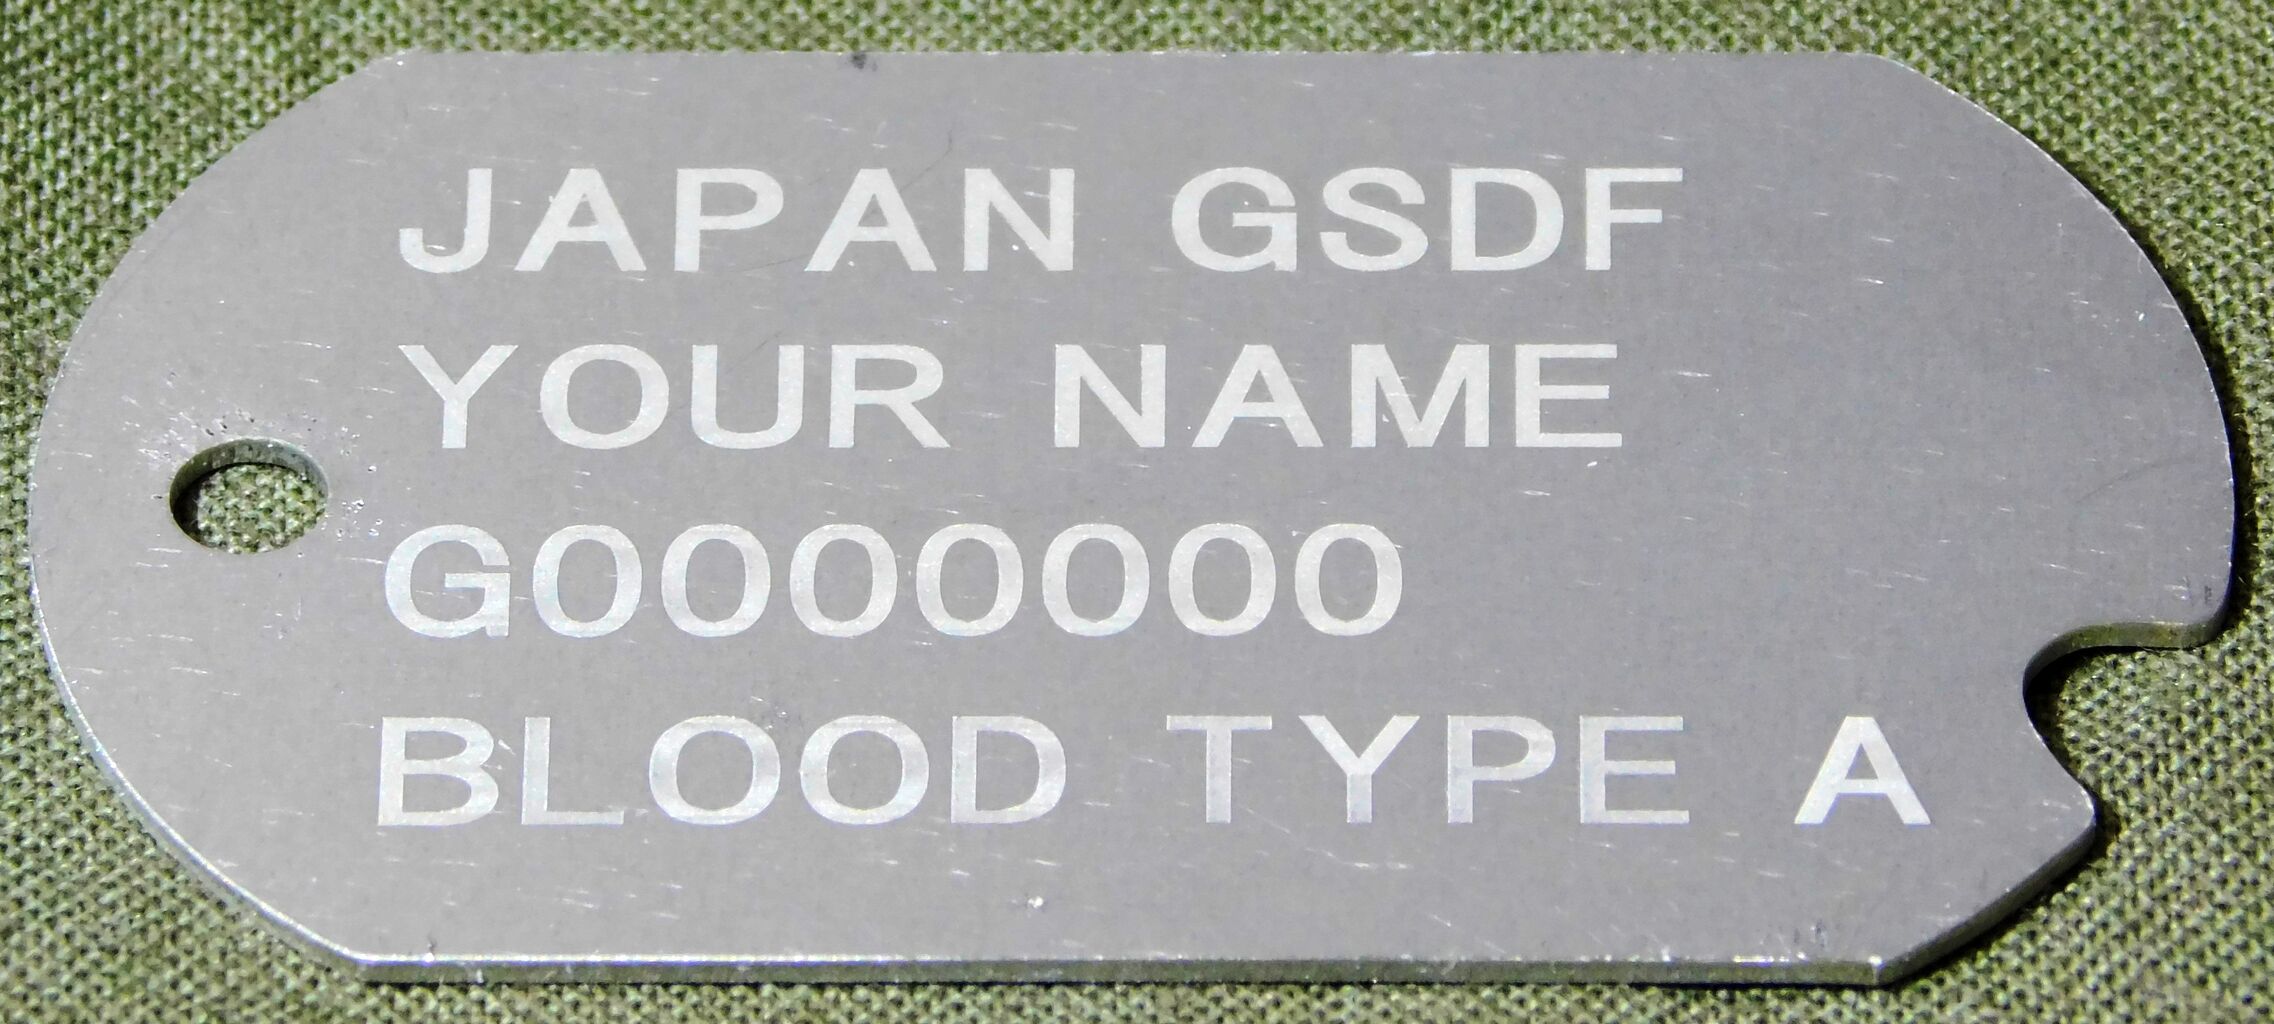 JAPAN GSDF
YOUR NAME
G0000000
BLOOD TYPE A